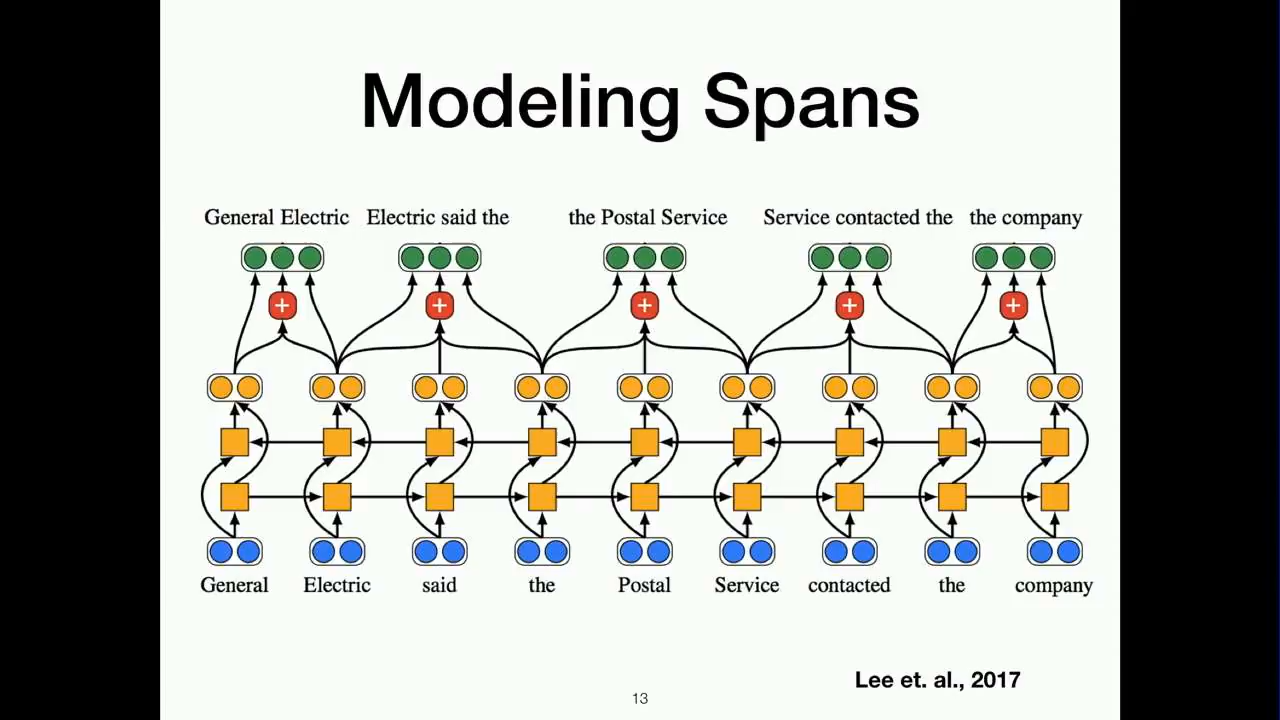 Modeling Spans
General Electric Electric said the the Postal Service Service contacted the the company
+ + + + +
General Electric said the Postal Service contacted the company
Lee et. al., 2017
13